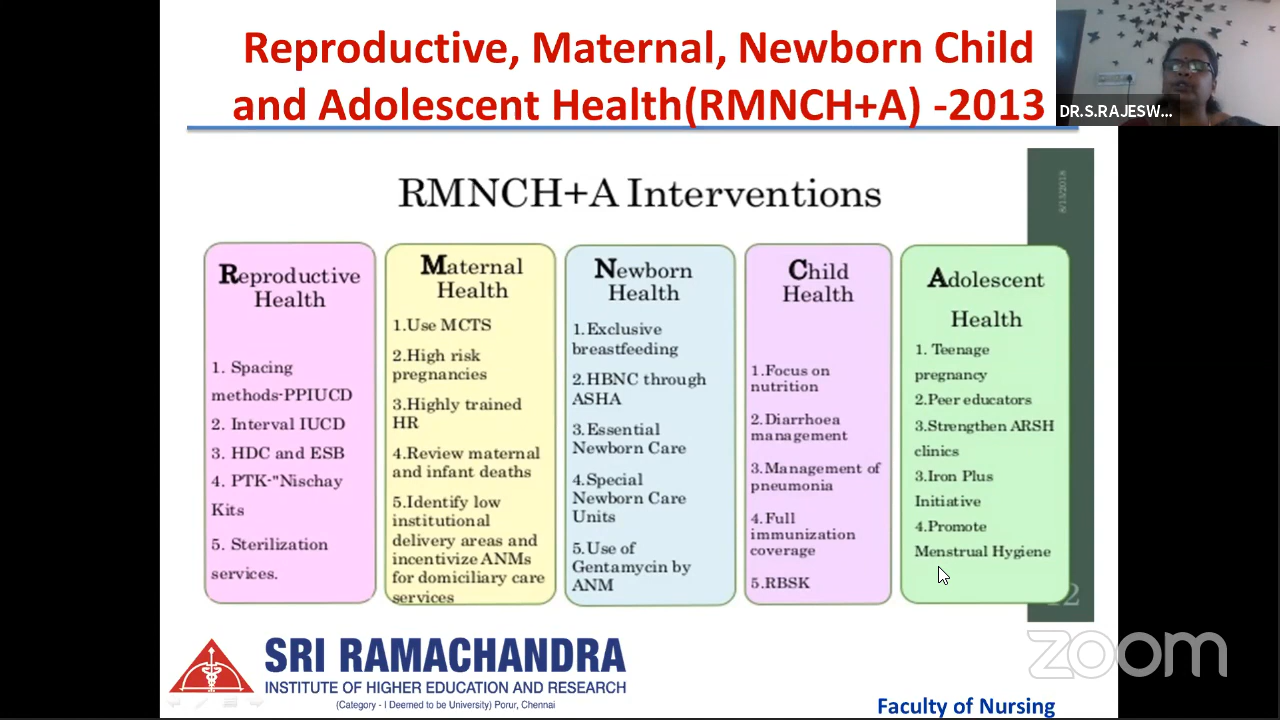 Reproductive, Maternal, Newborn Child
and Adolescent Health(RMNCH+A) -2013
DR.S.RAJESW...
8/13/2018
RMNCH+A Interventions
Reproductive
Health
1. Spacing
methods-PPIUCD
2. Interval IUCD
3. HDC and ESB
4. PTK-"Nischay
Kits
5. Sterilization
services.
Maternal
Health
1.Use MCTS
2.High risk
pregnancies
3.Highly trained
HR
4.Review maternal
and infant deaths
5.Identify low
institutional
delivery areas and
incentivize ANMs
for domiciliary care
services
Newborn
Health
1.Exclusive
breastfeeding
2.HBNC through
ASHA
3.Essential
Newborn Care
4.Special
Newborn Care
Units
5.Use of
Gentamycin by
ANM
Child
Health
1.Focus on
nutrition
2.Diarrhoea
management
3.Management of
pneumonia
4.Full
immunization
coverage
5.RBSK
Adolescent
Health
1. Teenage
pregnancy
2.Peer educators
3.Strengthen ARSH
clinics
3.Iron Plus
Initiative
4.Promote
Menstrual Hygiene
12
zoom
SRI RAMACHANDRA
INSTITUTE OF HIGHER EDUCATION AND RESEARCH
(Category - I Deemed to be University) Porur, Chennai
Faculty of Nursing